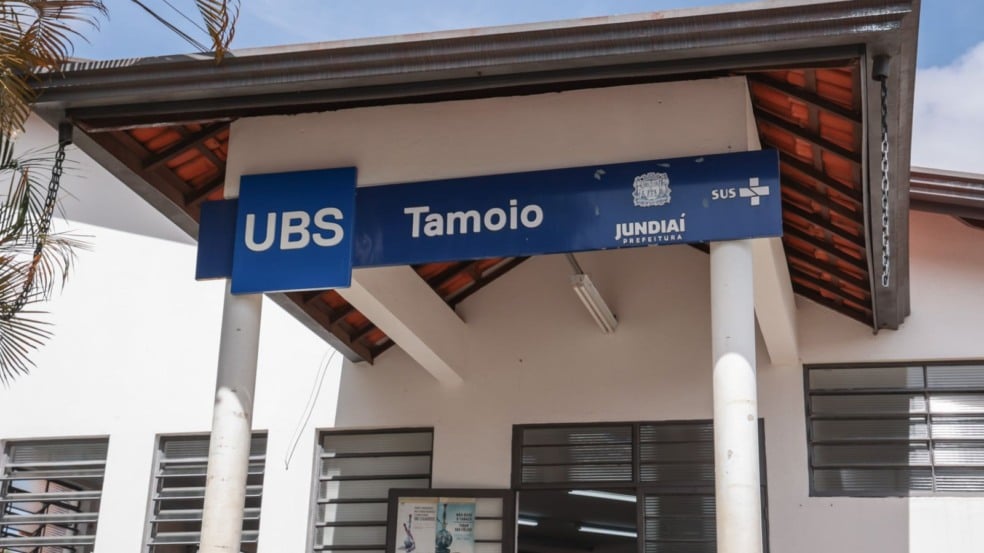 UBS
Tamoio
JUNDIAÍ
PREFEITURA
SUS